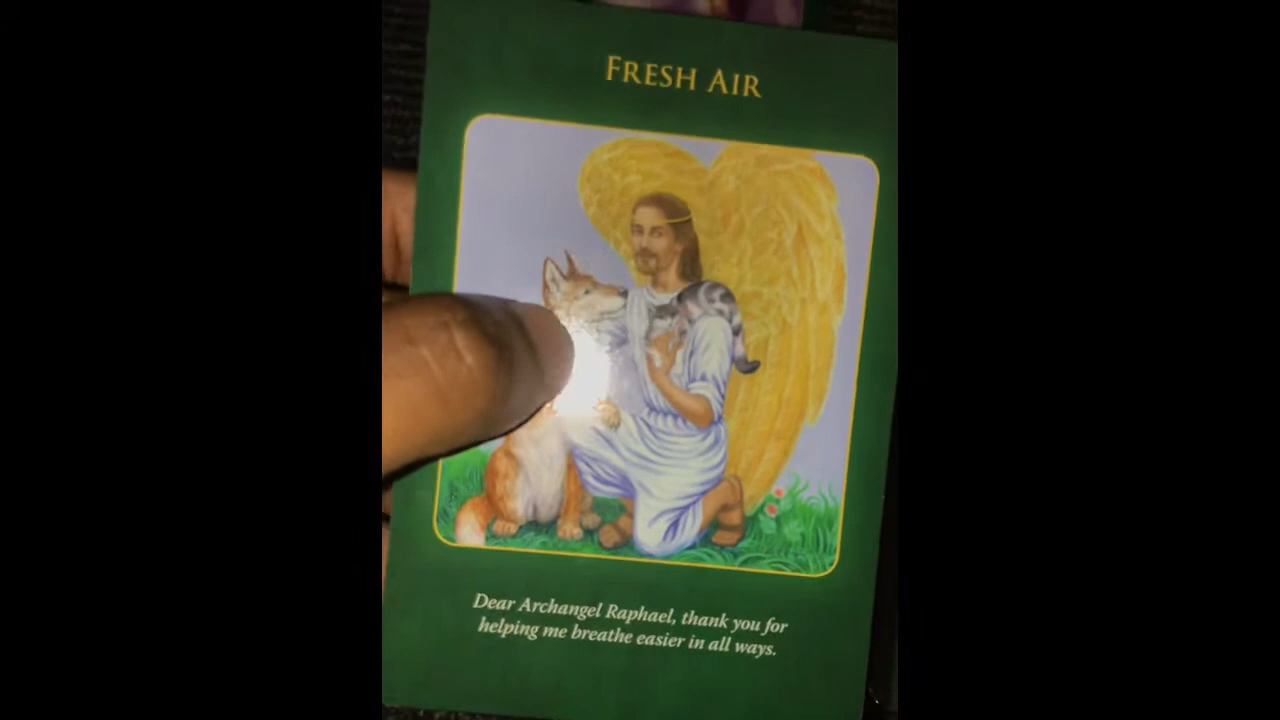 FRESH AIR
Dear Archangel Raphael, thank you for
helping me breathe easier in all ways.